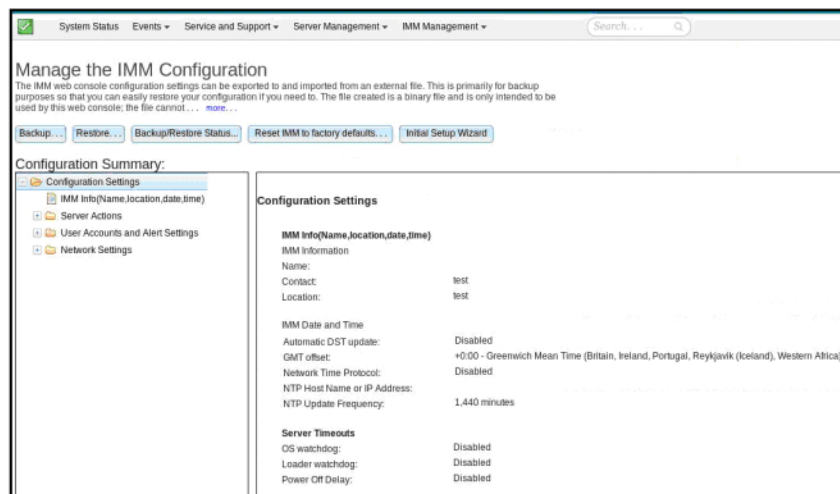 System Status Events Service and Support Server Management IMM Management Search...
Manage the IMM Configuration
The IMM web console configuration settings can be exported to and imported from an external file. This is primarily for backup
purposes so that you can easily restore your configuration if you need to. The file created is a binary file and is only intended to be
used by this web console; the file cannot . . . more. . .
Backup. . . Restore. . . Backup/Restore Status... Reset IMM to factory defaults. . . Initial Setup Wizard
Configuration Summary:
Configuration Settings
IMM Info(Name,location,date,time)
Server Actions
User Accounts and Alert Settings
Network Settings
Configuration Settings
IMM Info(Name,location,date,time)
IMM Information
Name:
Contact: test
Location: test
IMM Date and Time
Automatic DST update: Disabled
GMT offset: +0:00 - Greenwich Mean Time (Britain, Ireland, Portugal, Reykjavik (Iceland), Western Africa)
Network Time Protocol: Disabled
NTP Host Name or IP Address:
NTP Update Frequency: 1,440 minutes
Server Timeouts
OS watchdog: Disabled
Loader watchdog: Disabled
Power Off Delay: Disabled